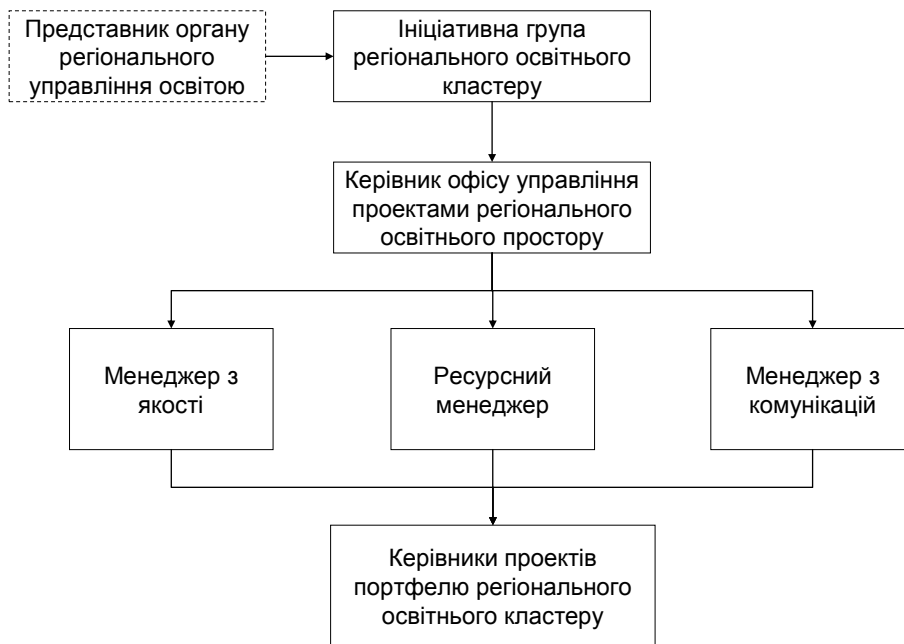 Представник органу
регіонального
управління освітою
Ініціативна група
регіонального освітнього
кластеру
Керівник офісу управління
проектами регіонального
освітнього простору
Менеджер з
якості
Ресурсний
менеджер
Менеджер з
комунікацій
Керівники проектів
портфелю регіонального
освітнього кластеру